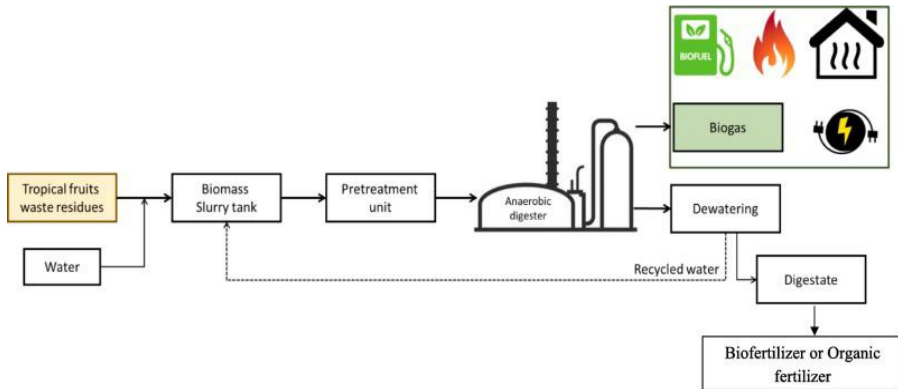 BIOFUEL
Biogas
Tropical fruits
waste residues
Biomass
Slurry tank
Pretreatment
unit
Anaerobic
digester
Dewatering
Water
Recycled water
Digestate
Biofertilizer or Organic
fertilizer